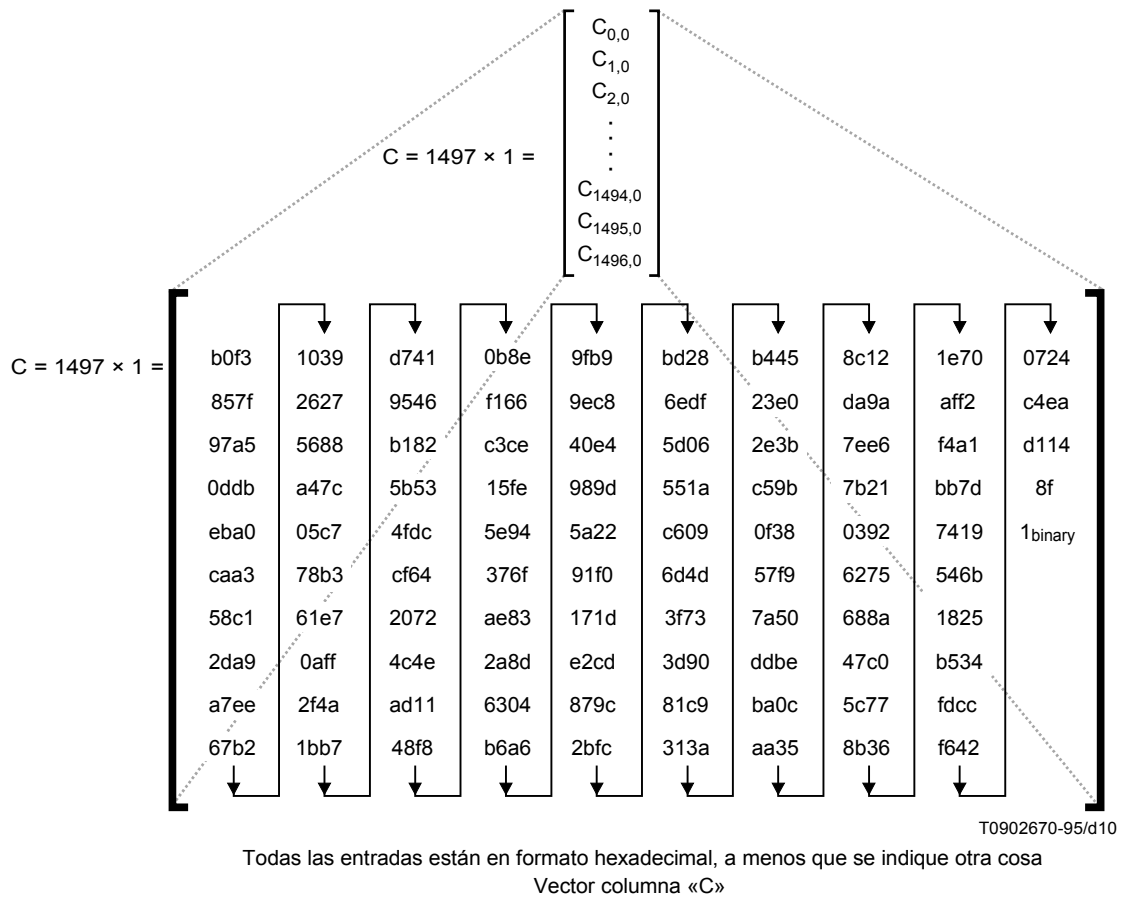 C0,0
C1,0
C2,0
.
.
.
.
C = 1497 × 1 =
C1494,0
C1495,0
C1496,0
C = 1497 × 1 =
b0f3 1039 d741 0b8e 9fb9 bd28 b445 8c12 1e70 0724
857f 2627 9546 f166 9ec8 6edf 23e0 da9a aff2 c4ea
97a5 5688 b182 c3ce 40e4 5d06 2e3b 7ee6 f4a1 d114
0ddb a47c 5b53 15fe 989d 551a c59b 7b21 bb7d 8f
eba0 05c7 4fdc 5e94 5a22 c609 0f38 0392 7419 1binary
caa3 78b3 cf64 376f 91f0 6d4d 57f9 6275 546b
58c1 61e7 2072 ae83 171d 3f73 7a50 688a 1825
2da9 0aff 4c4e 2a8d e2cd 3d90 ddbe 47c0 b534
a7ee 2f4a ad11 6304 879c 81c9 ba0c 5c77 fdcc
67b2 1bb7 48f8 b6a6 2bfc 313a aa35 8b36 f642
T0902670-95/d10
Todas las entradas están en formato hexadecimal, a menos que se indique otra cosa
Vector columna «C»